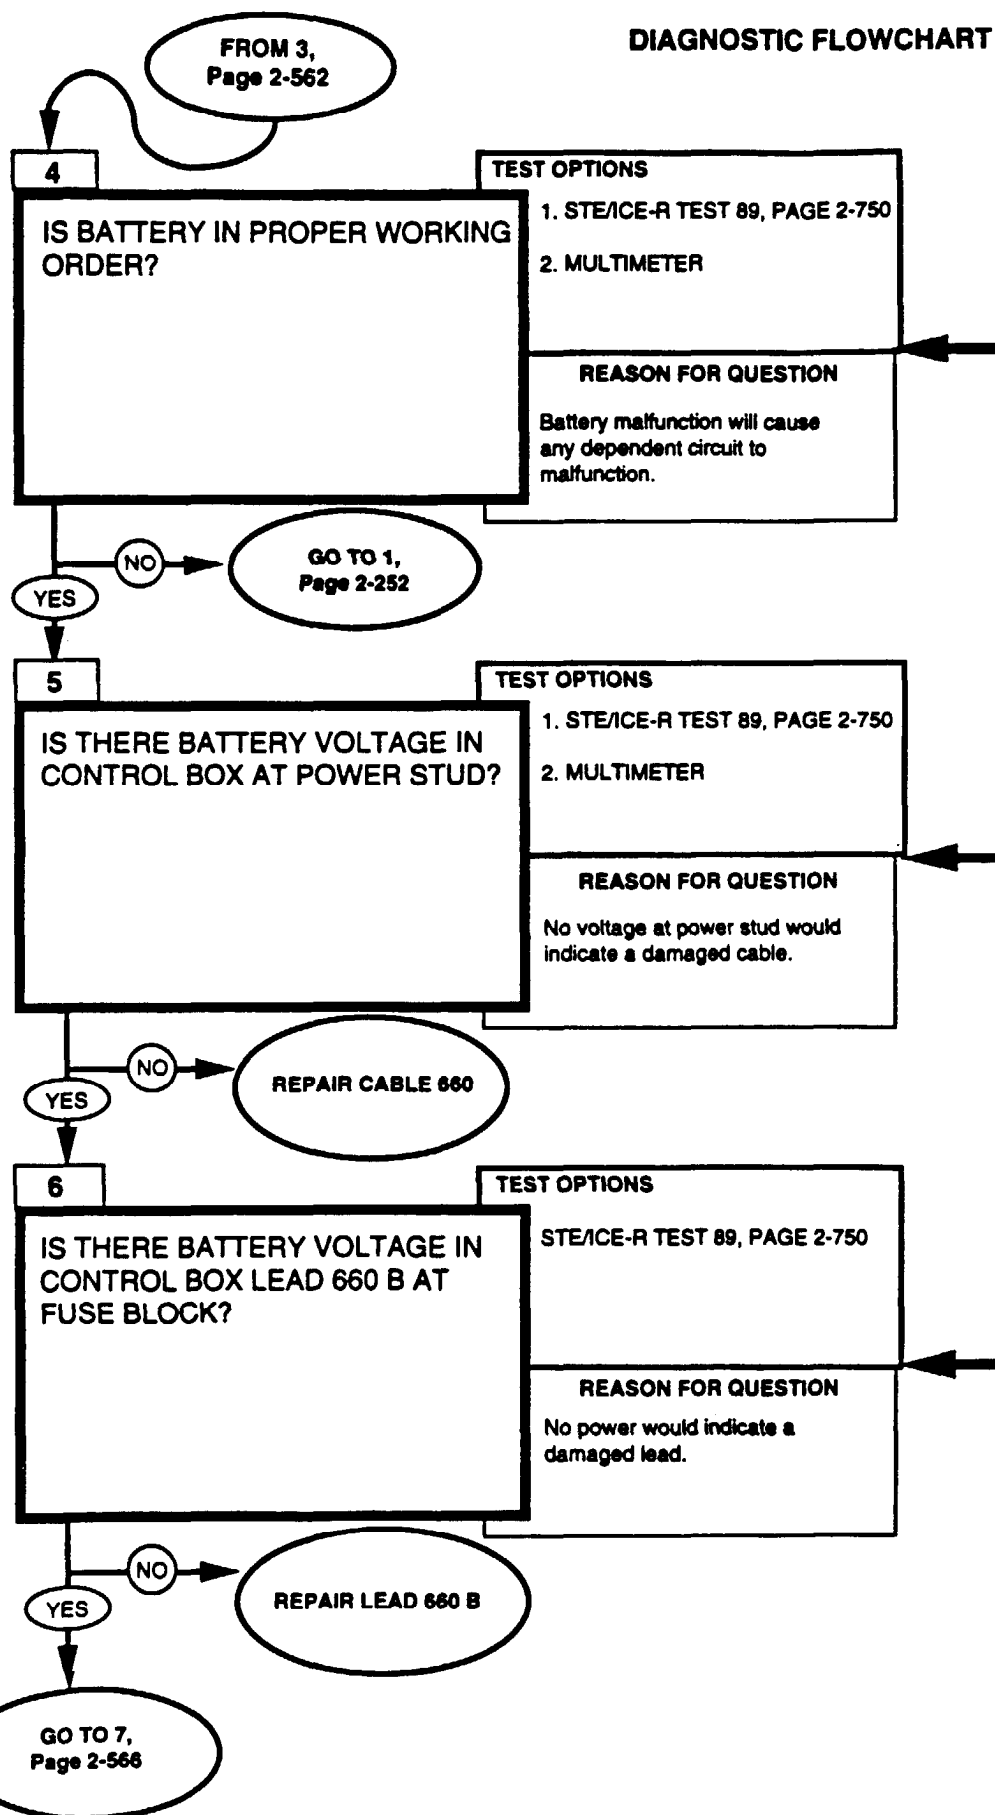 DIAGNOSTIC FLOWCHART
FROM 3,
Page 2-562
4
IS BATTERY IN PROPER WORKING
ORDER?
TEST OPTIONS
1. STE/ICE-R TEST 89, PAGE 2-750
2. MULTIMETER
REASON FOR QUESTION
Battery malfunction will cause
any dependent circuit to
malfunction.
NO
GO TO 1,
Page 2-252
YES
5
IS THERE BATTERY VOLTAGE IN
CONTROL BOX AT POWER STUD?
TEST OPTIONS
1. STE/ICE-R TEST 89, PAGE 2-750
2. MULTIMETER
REASON FOR QUESTION
No voltage at power stud would
indicate a damaged cable.
NO
REPAIR CABLE 660
YES
6
IS THERE BATTERY VOLTAGE IN
CONTROL BOX LEAD 660 B AT
FUSE BLOCK?
TEST OPTIONS
STE/ICE-R TEST 89, PAGE 2-750
REASON FOR QUESTION
No power would indicate a
damaged lead.
NO
REPAIR LEAD 660 B
YES
GO TO 7,
Page 2-566